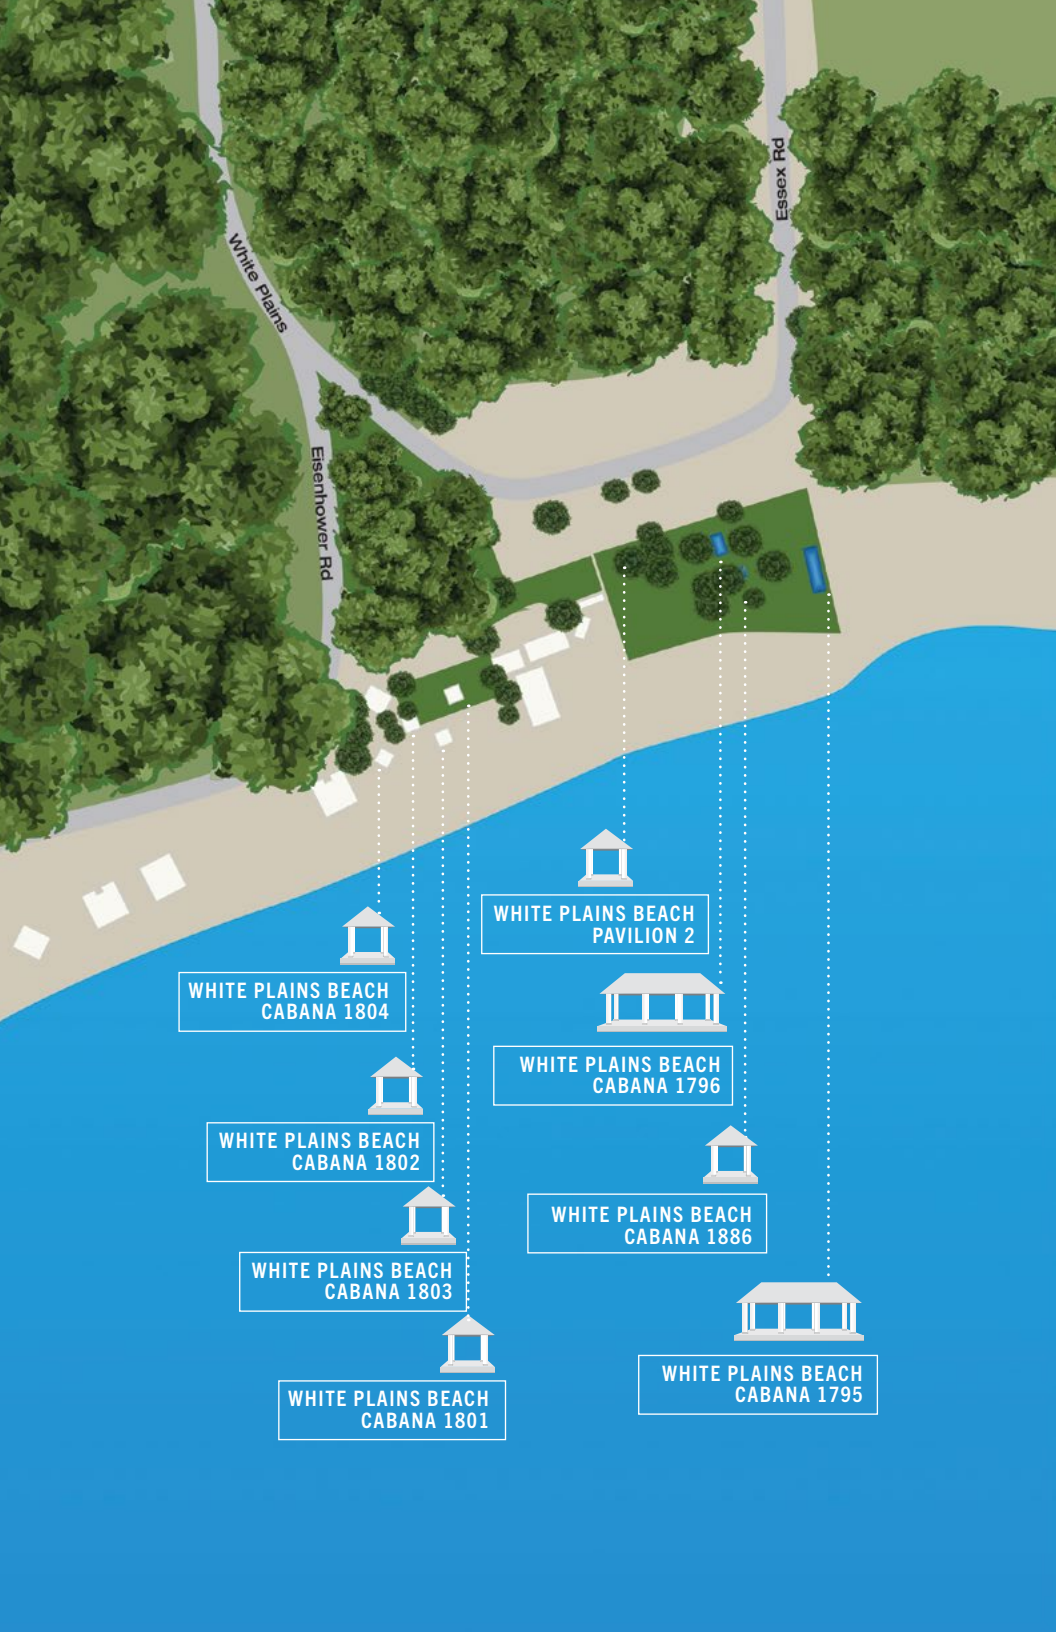 Essex Rd
White Plains
Eisenhower Rd
WHITE PLAINS BEACH
PAVILION 2
WHITE PLAINS BEACH
CABANA 1804
WHITE PLAINS BEACH
CABANA 1796
WHITE PLAINS BEACH
CABANA 1802
WHITE PLAINS BEACH
CABANA 1886
WHITE PLAINS BEACH
CABANA 1803
WHITE PLAINS BEACH
CABANA 1795
WHITE PLAINS BEACH
CABANA 1801